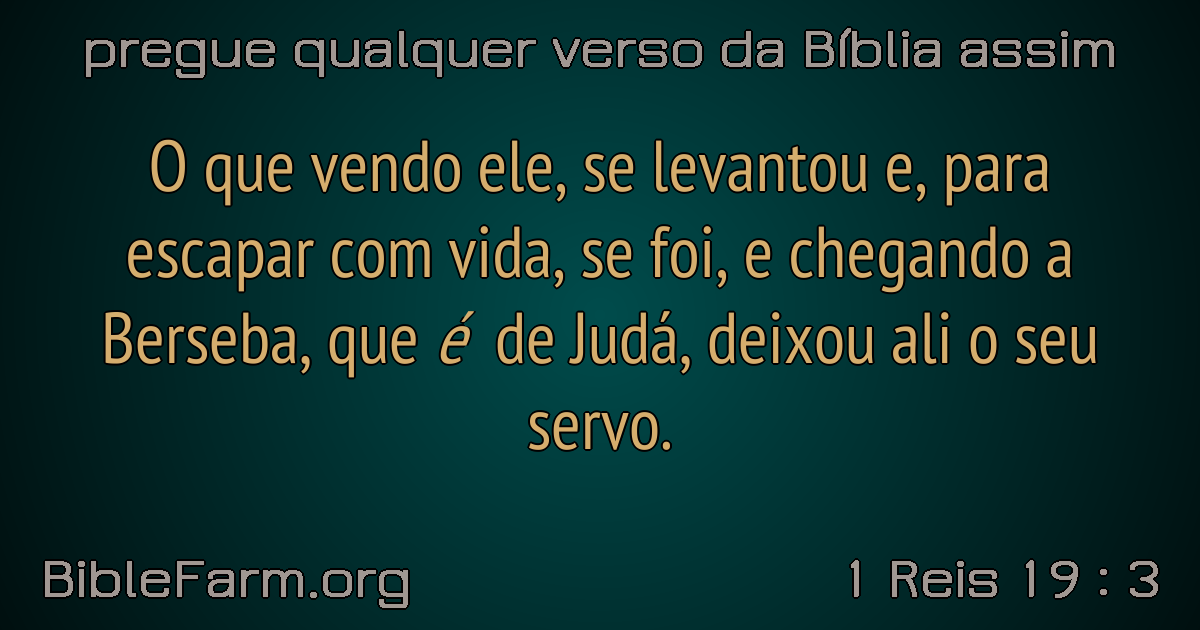 pregue qualquer verso da Bíblia assim
O que vendo ele, se levantou e, para
escapar com vida, se foi, e chegando a
Berseba, que é de Judá, deixou ali o seu
servo.
BibleFarm.org
1 Reis 19 : 3